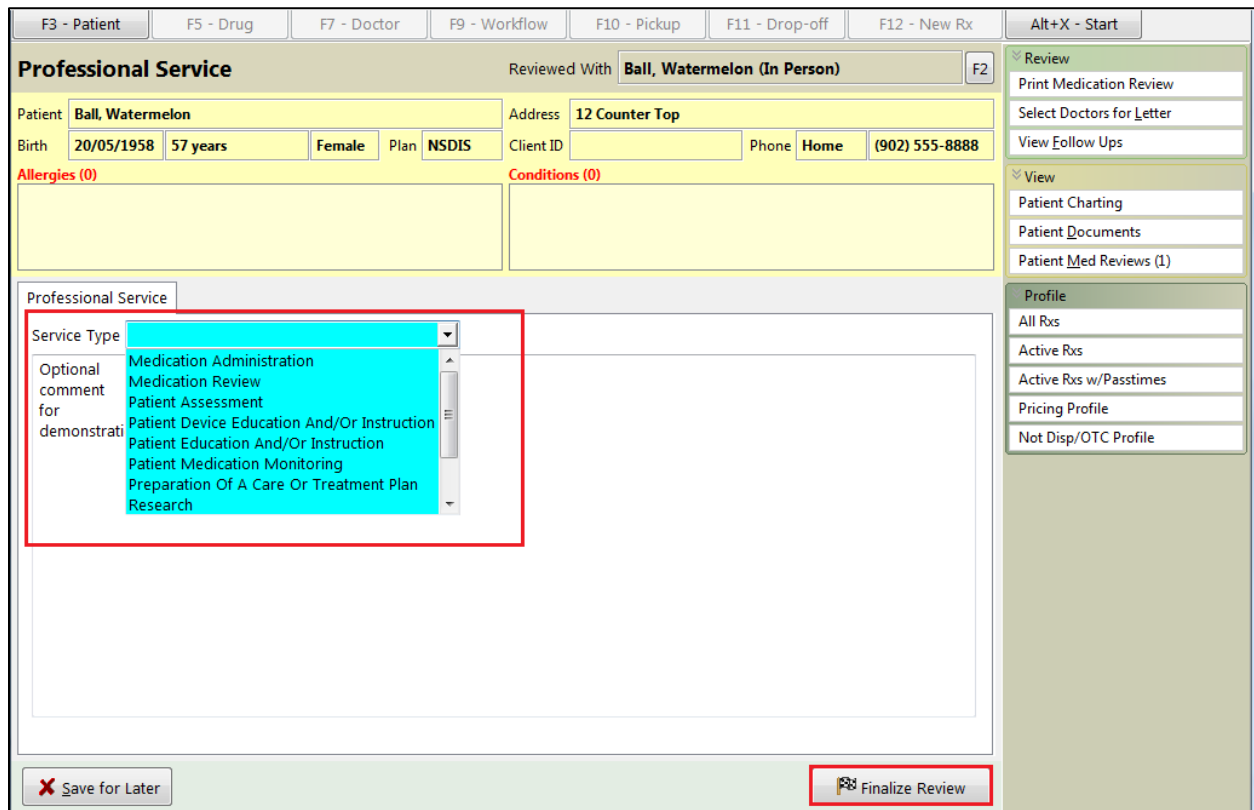 F3 - Patient F5 - Drug F7 - Doctor F9 - Workflow F10 - Pickup F11 - Drop-off F12 - New Rx Alt+X - Start
Professional Service Reviewed With Ball, Watermelon (In Person) F2
Patient Ball, Watermelon Address 12 Counter Top
Birth 20/05/1958 57 years Female Plan NSDIS Client ID Phone Home (902) 555-8888
Allergies (0) Conditions (0)
Professional Service
Service Type
Optional
comment
for
demonstrati
Medication Administration
Medication Review
Patient Assessment
Patient Device Education And/Or Instruction
Patient Education And/Or Instruction
Patient Medication Monitoring
Preparation Of A Care Or Treatment Plan
Research
Save for Later Finalize Review
Review
Print Medication Review
Select Doctors for Letter
View Follow Ups
View
Patient Charting
Patient Documents
Patient Med Reviews (1)
Profile
All Rxs
Active Rxs
Active Rxs w/Passtimes
Pricing Profile
Not Disp/OTC Profile